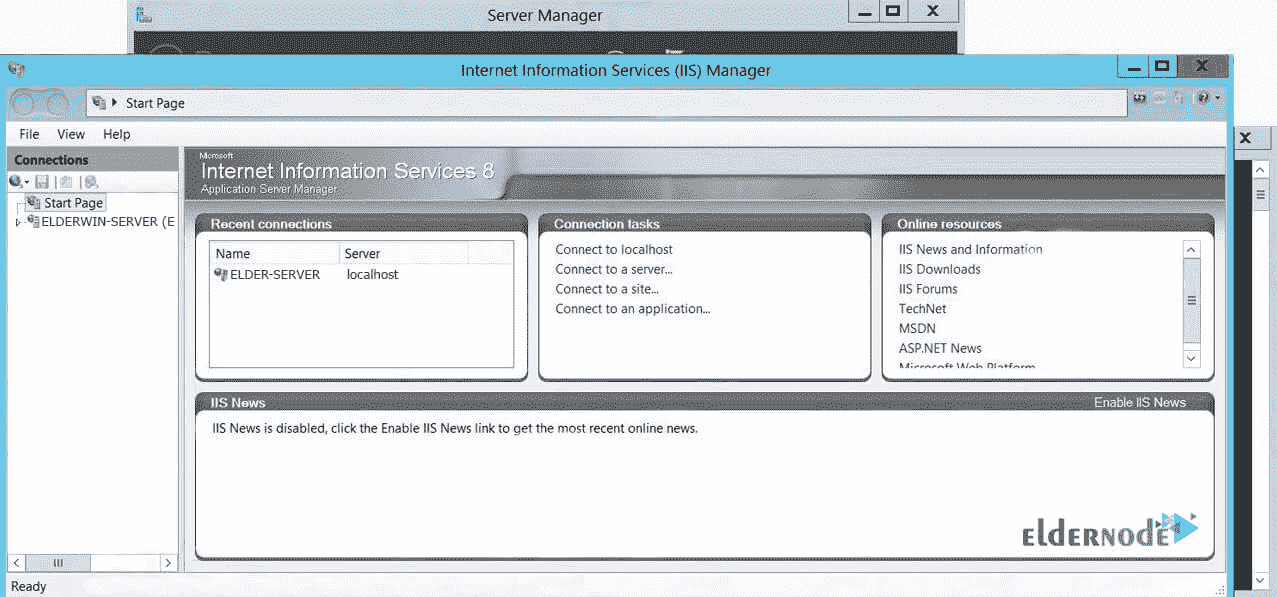 Server Manager
Internet Information Services (IIS) Manager
Start Page
File View Help
Connections
Start Page
ELDERWIN-SERVER (E
Microsoft
Internet Information Services 8
Application Server Manager
Recent connections
Name Server
ELDER-SERVER localhost
Connection tasks
Connect to localhost
Connect to a server...
Connect to a site...
Connect to an application...
Online resources
IIS News and Information
IIS Downloads
IIS Forums
TechNet
MSDN
ASP.NET News
Microsoft Web Platform
IIS News
Enable IIS News
IIS News is disabled, click the Enable IIS News link to get the most recent online news.
ELDERNODE
Ready